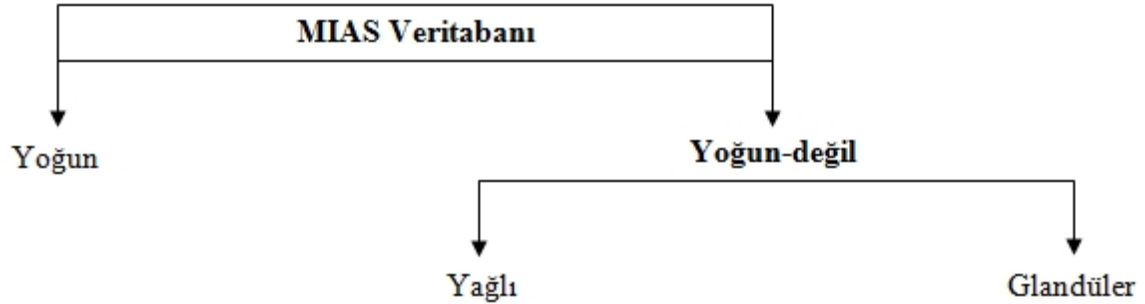 MIAS Veritabanı
Yoğun
Yoğun-değil
Yağlı
Glandüler